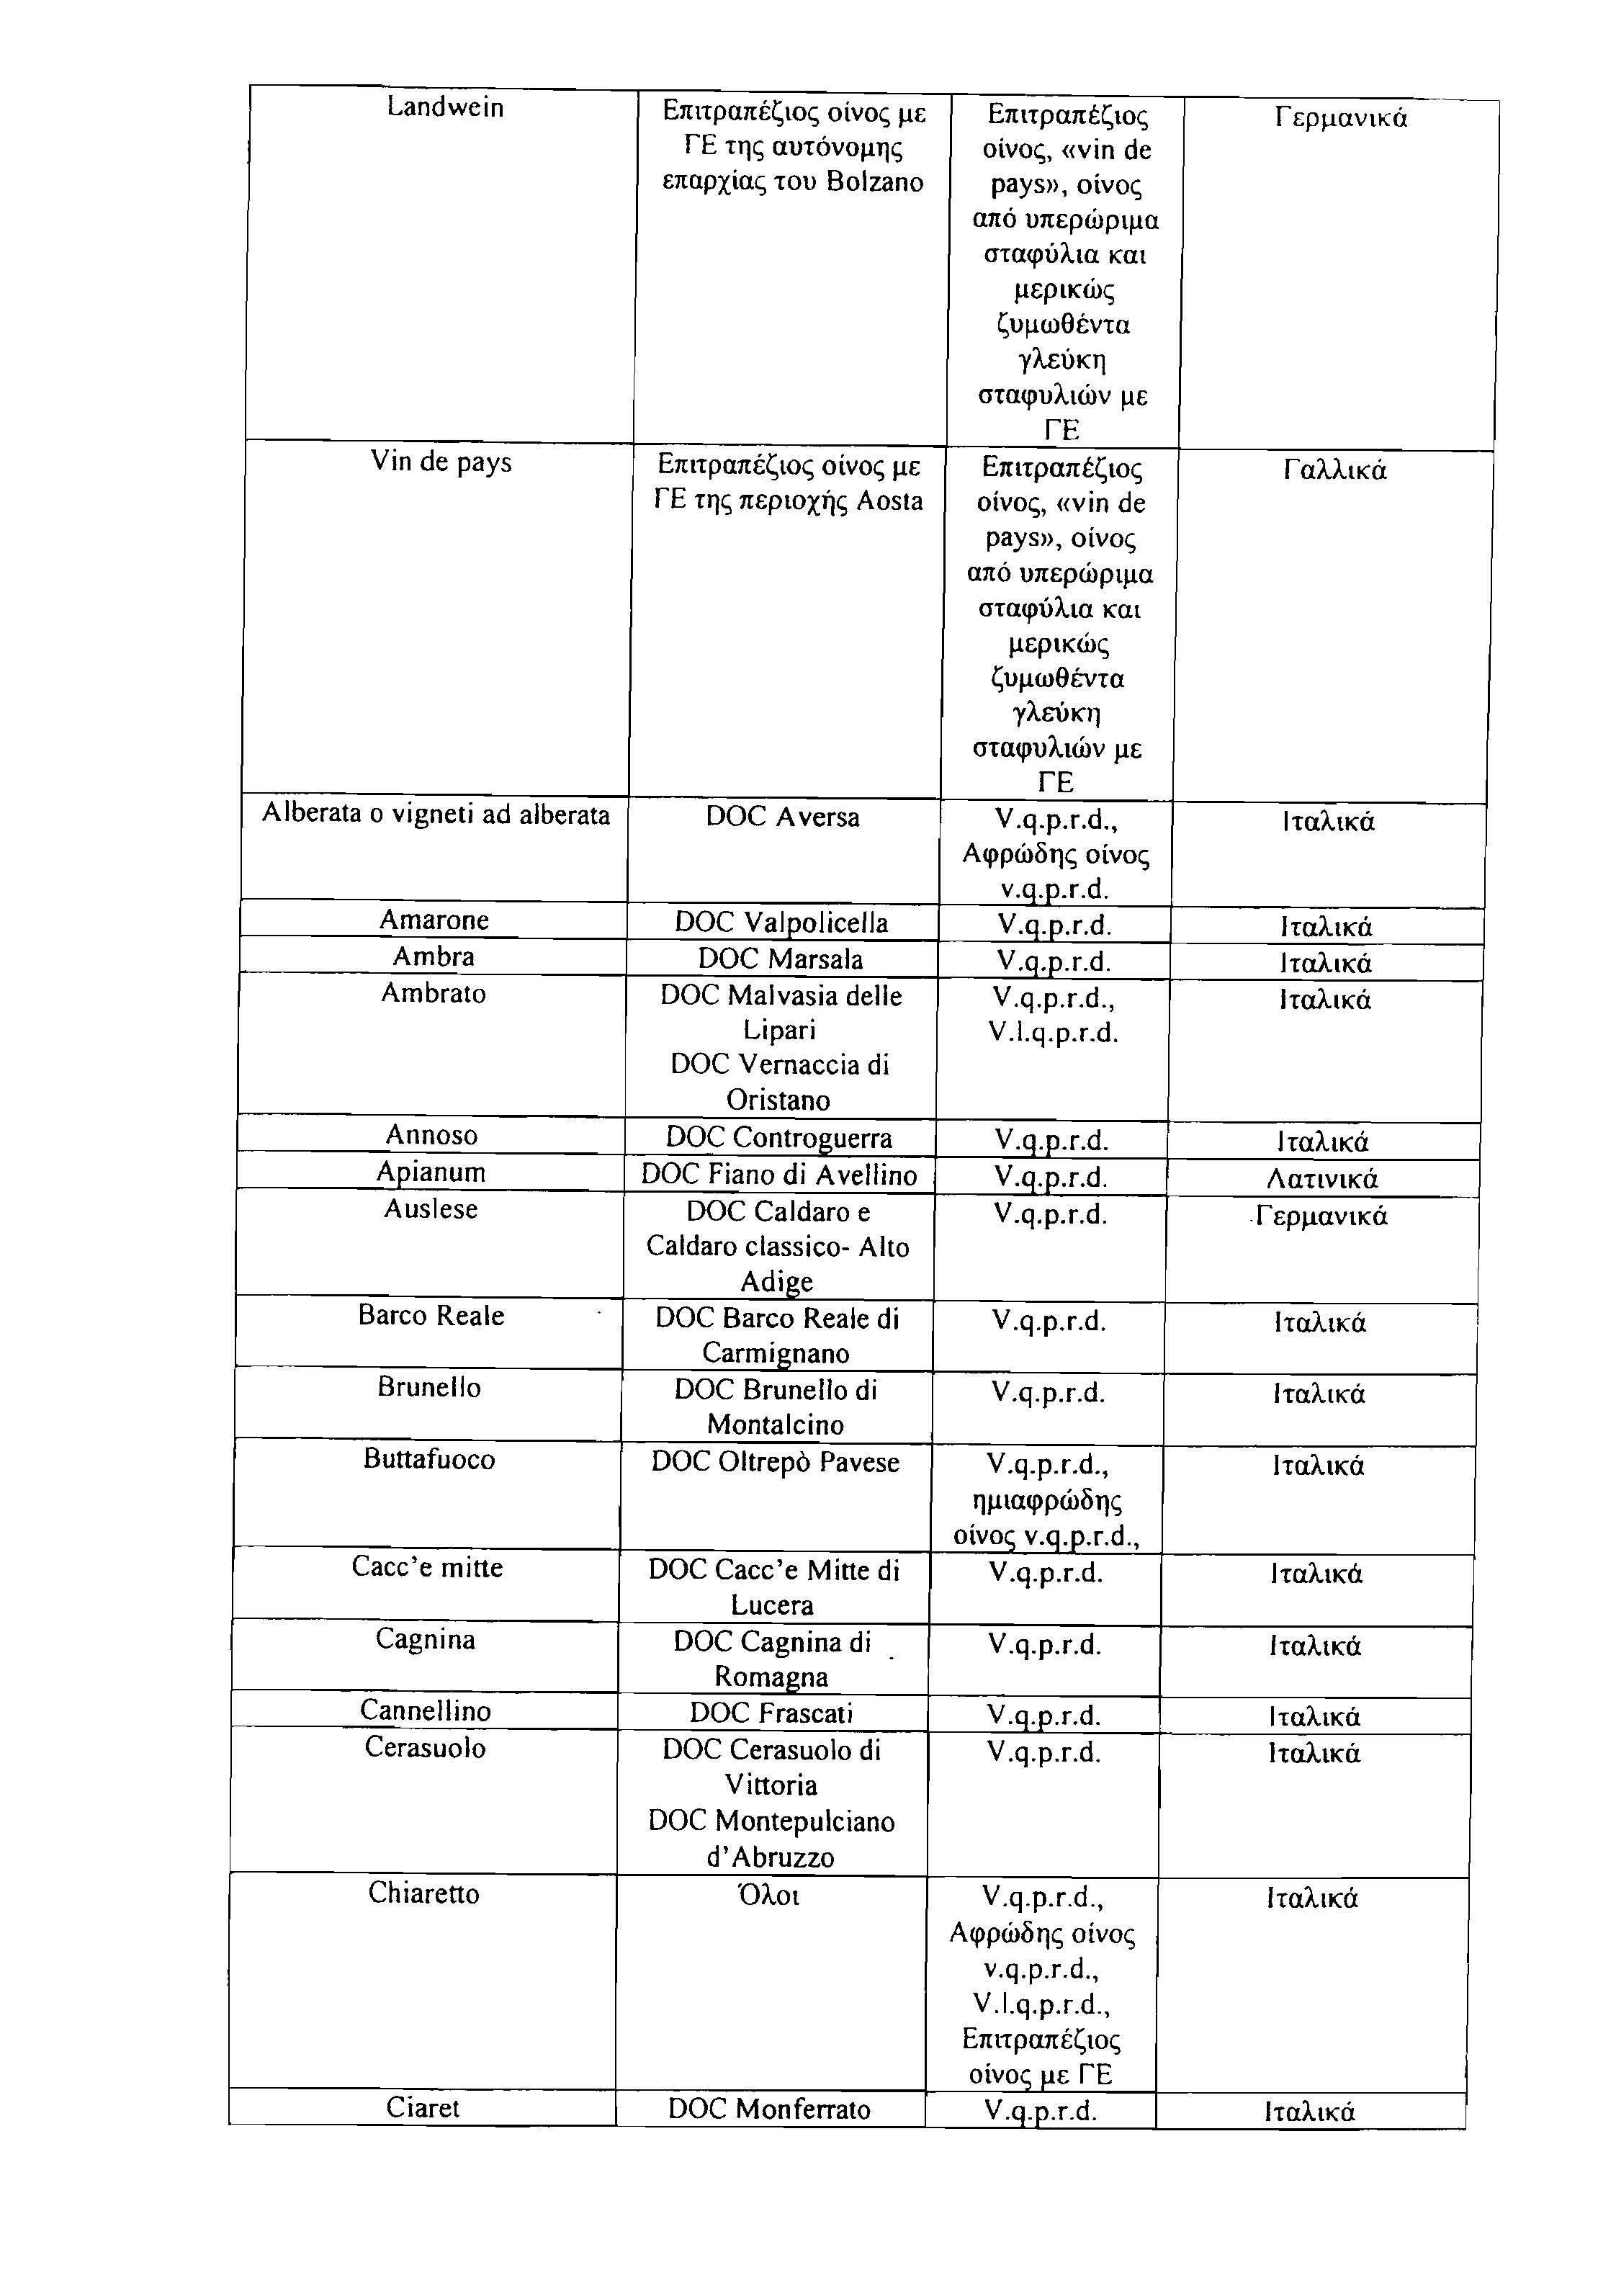 Landwein
Επιτραπέζιος οίνος με
ΓΕ της αυτόνομης
επαρχίας του Bolzano
Επιτραπέζιος
οίνος, «vin de
pays», οίνος
από υπερώριμα
σταφύλια και
μερικώς
ζυμωθέντα
γλεύκη
σταφυλιών με
ΓΕ
Γερμανικά
Vin de pays
Επιτραπέζιος οίνος με
ΓΕ της περιοχής Aosta
Επιτραπέζιος
οίνος, «vin de
pays», οίνος
από υπερώριμα
σταφύλια και
μερικώς
ζυμωθέντα
γλεύκη
σταφυλιών με
ΓΕ
Γαλλικά
Alberata o vigneti ad alberata
DOC Aversa
V.q.p.r.d.,
Αφρώδης οίνος
v.q.p.r.d.
Ιταλικά
Amarone
DOC Valpolicella
V.q.p.r.d.
Ιταλικά
Ambra
DOC Marsala
V.q.p.r.d.
Ιταλικά
Ambrato
DOC Malvasia delle
Lipari
DOC Vernaccia di
Oristano
V.q.p.r.d.,
V.l.q.p.r.d.
Ιταλικά
Annoso
DOC Controguerra
V.q.p.r.d.
Ιταλικά
Apianum
DOC Fiano di Avellino
V.q.p.r.d.
Λατινικά
Auslese
DOC Caldaro e
Caldaro classico- Alto
Adige
V.q.p.r.d.
Γερμανικά
Barco Reale
DOC Barco Reale di
Carmignano
V.q.p.r.d.
Ιταλικά
Brunello
DOC Brunello di
Montalcino
V.q.p.r.d.
Ιταλικά
Buttafuoco
DOC Oltrepò Pavese
V.q.p.r.d.,
ημιαφρώδης
οίνος v.q.p.r.d.,
Ιταλικά
Cacc’e mitte
DOC Cacc’e Mitte di
Lucera
V.q.p.r.d.
Ιταλικά
Cagnina
DOC Cagnina di
Romagna
V.q.p.r.d.
Ιταλικά
Cannellino
DOC Frascati
V.q.p.r.d.
Ιταλικά
Cerasuolo
DOC Cerasuolo di
Vittoria
DOC Montepulciano
d’Abruzzo
V.q.p.r.d.
Ιταλικά
Chiaretto
Όλοι
V.q.p.r.d.,
Αφρώδης οίνος
v.q.p.r.d.,
V.l.q.p.r.d.,
Επιτραπέζιος
οίνος με ΓΕ
Ιταλικά
Ciaret
DOC Monferrato
V.q.p.r.d.
Ιταλικά